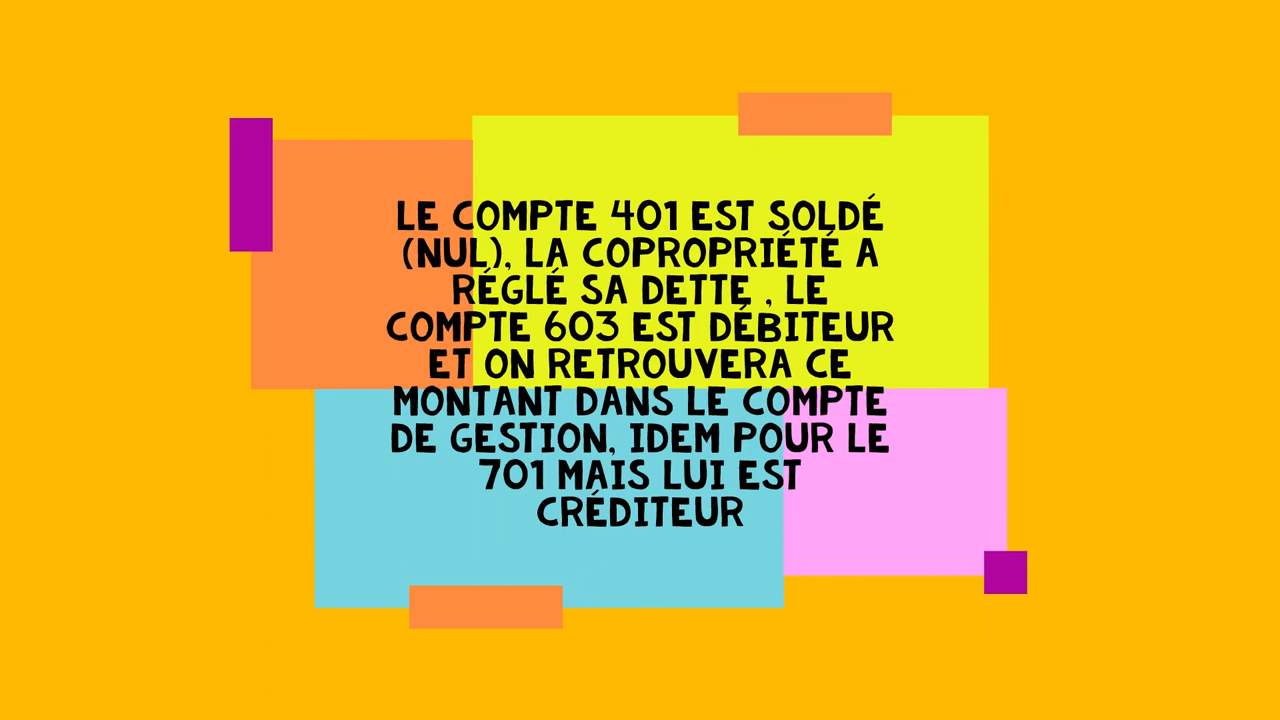 LE COMPTE 401 EST SOLDÉ
(NUL), LA COPROPRIÉTÉ A
RÉGLÉ SA DETTE , LE
COMPTE 603 EST DÉBITEUR
ET ON RETROUVERA CE
MONTANT DANS LE COMPTE
DE GESTION, IDEM POUR LE
701 MAIS LUI EST
CRÉDITEUR